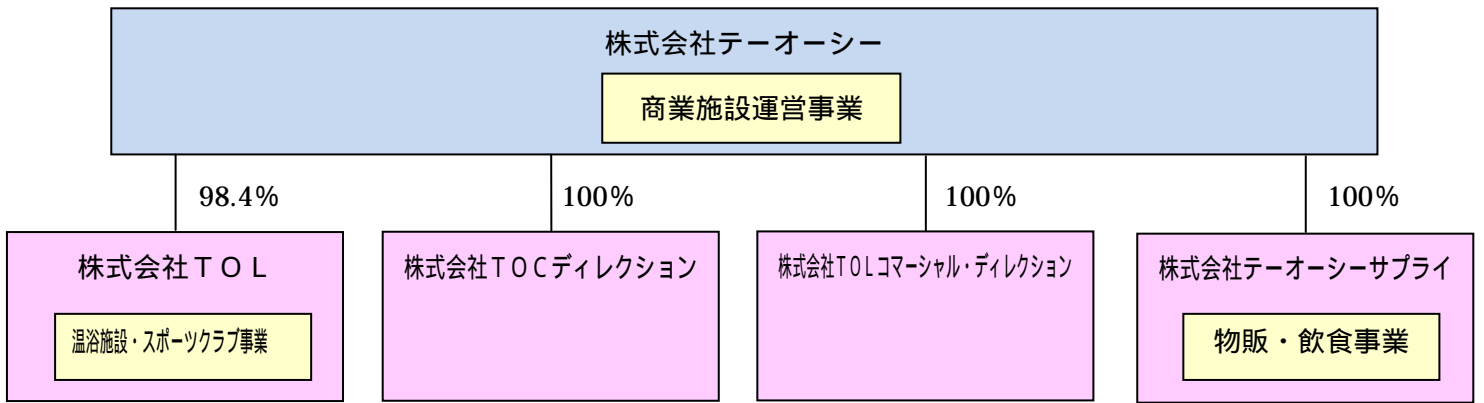 株式会社テーオーシー
商業施設運営事業
98.4%
100%
100%
100%
株式会社TOL
株式会社TOCディレクション
株式会社TOLコマーシャル・ディレクション
株式会社テーオーシーサプライ
温浴施設・スポーツクラブ事業
物販・飲食事業